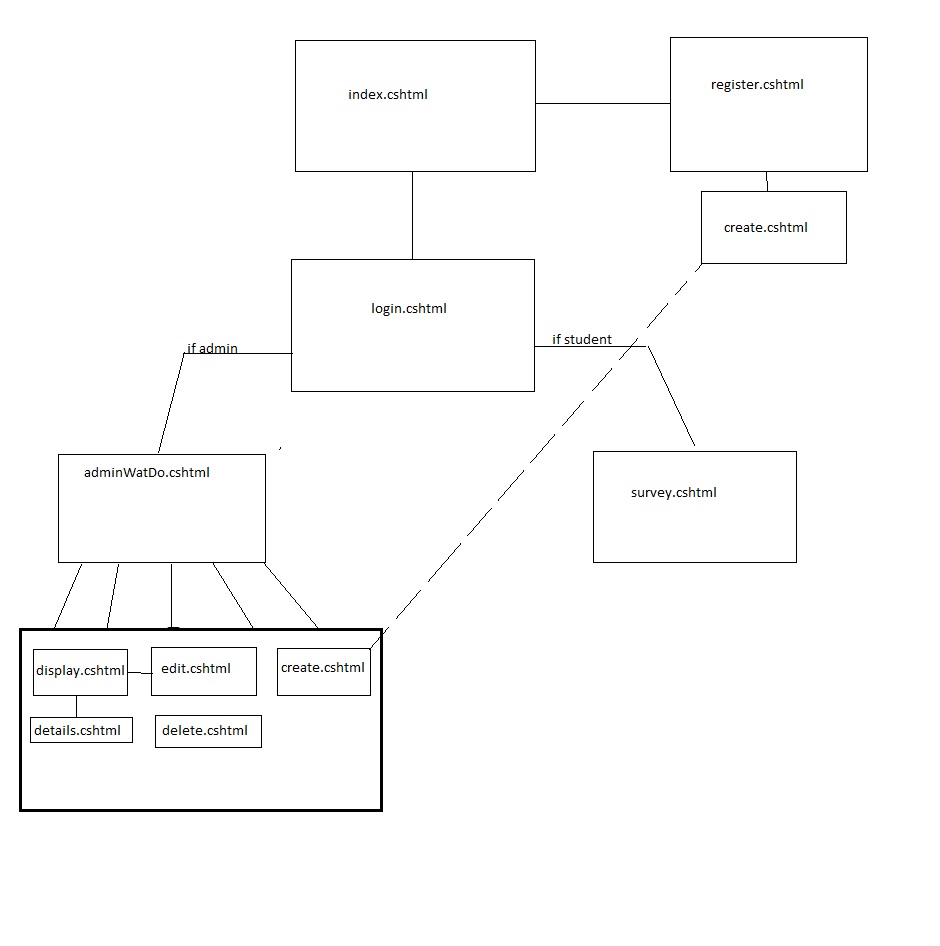 index.cshtml
register.cshtml
create.cshtml
login.cshtml
if admin
if student
adminWatDo.cshtml
survey.cshtml
display.cshtml
edit.cshtml
create.cshtml
details.cshtml
delete.cshtml